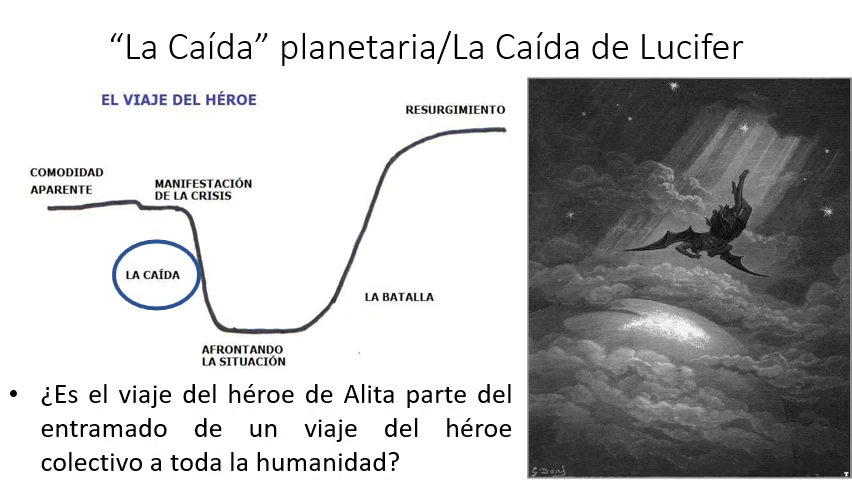 “La Caída” planetaria/La Caída de Lucifer
EL VIAJE DEL HÉROE
RESURGIMIENTO
COMODIDAD
APARENTE
MANIFESTACIÓN
DE LA CRISIS
LA CAÍDA
LA BATALLA
AFRONTANDO
LA SITUACIÓN
• ¿Es el viaje del héroe de Alita parte del
entramado de un viaje del héroe
colectivo a toda la humanidad?
G. Doré
T